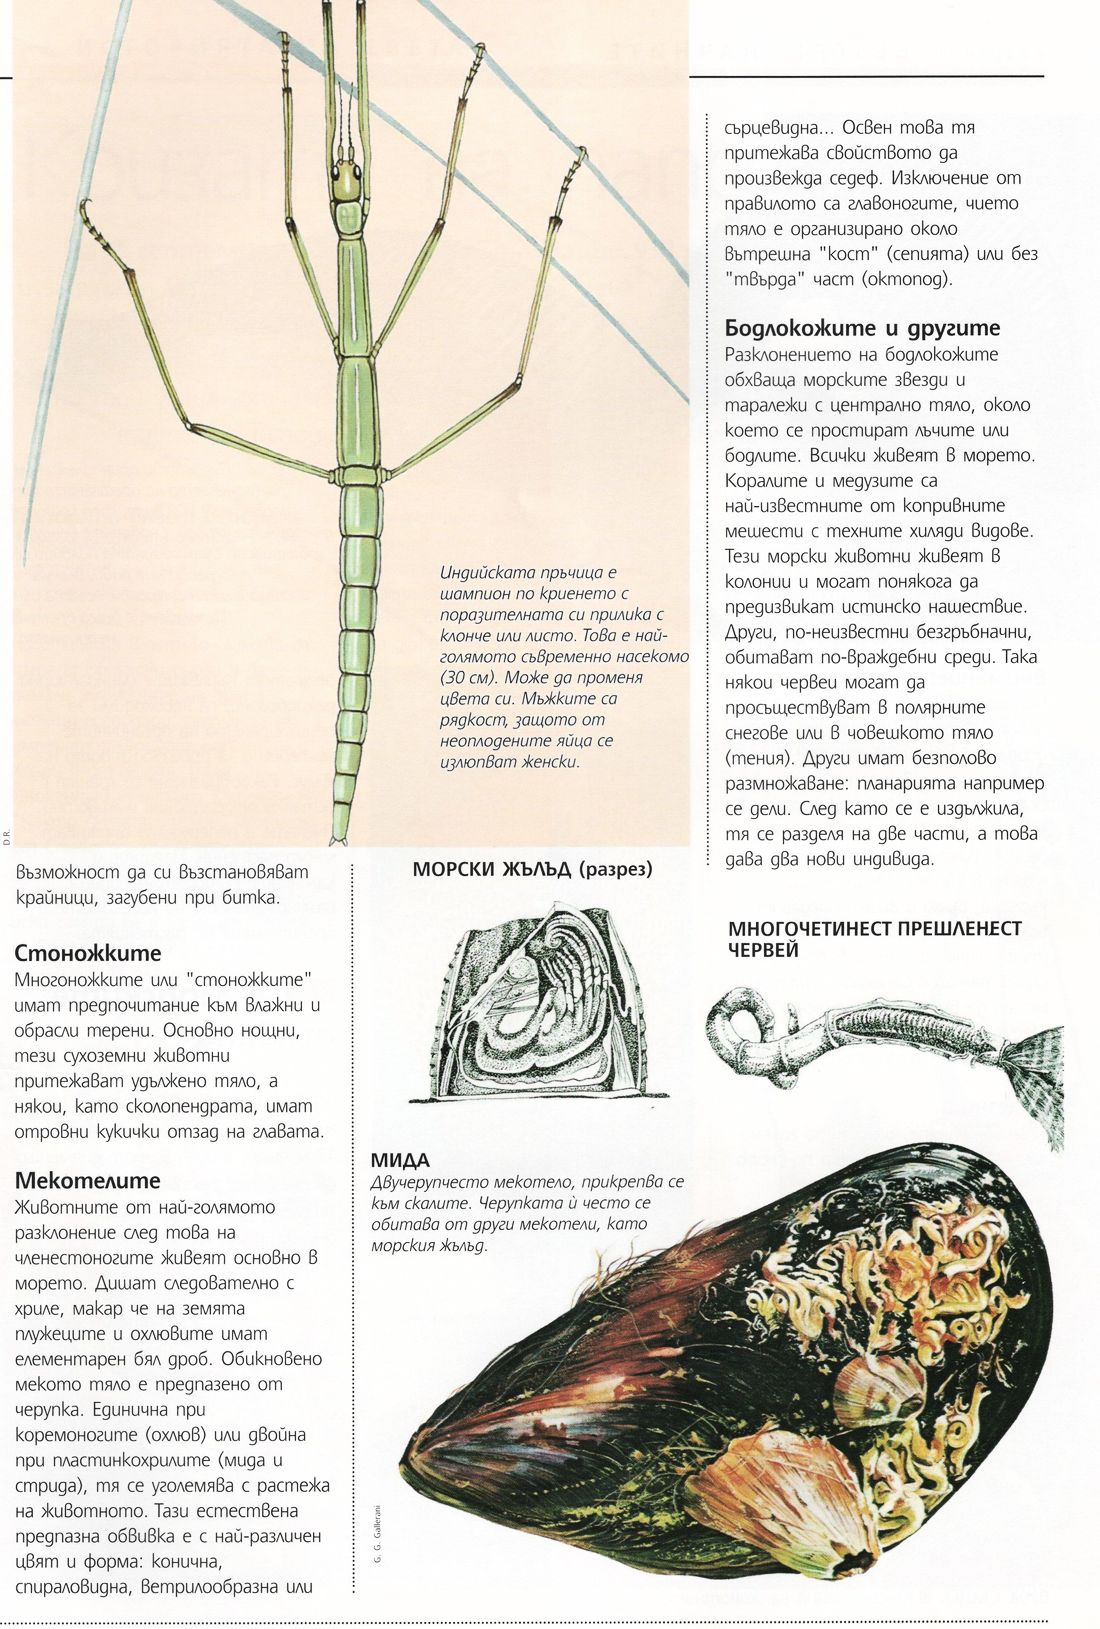 Индийската пръчица е
шампион по криенето с
поразителната си прилика с
клонче или листо. Това е най-
голямото съвременно насекомо
(30 см). Може да променя
цвета си. Мъжките са
рядкост, защото от
неоплодените яйца се
излюпват женски.
D.R.
възможност да си възстановяват
крайници, загубени при битка.
Стоножките
Многоножките или "стоножките"
имат предпочитание към влажни и
обрасли терени. Основно нощни,
тези сухоземни животни
притежават удължено тяло, а
някои, като сколопендрата, имат
отровни кукички отзад на главата.
Мекотелите
Животните от най-голямото
разклонение след това на
членестоногите живеят основно в
морето. Дишат следователно с
хриле, макар че на земята
плужеците и охлювите имат
елементарен бял дроб. Обикновено
мекото тяло е предпазено от
черупка. Единична при
коремоногите (охлюв) или двойна
при пластинкохрилите (мида и
стрида), тя се уголемява с растежа
на животното. Тази естествена
предпазна обвивка е с най-различен
цвят и форма: конична,
спираловидна, ветрилообразна или
сърцевидна... Освен това тя
притежава свойството да
произвежда седеф. Изключение от
правилото са главоногите, чието
тяло е организирано около
вътрешна "кост" (сепията) или без
"твърда" част (октопод).
Бодлокожите и другите
Разклонението на бодлокожите
обхваща морските звезди и
таралежи с централно тяло, около
което се простират лъчите или
бодлите. Всички живеят в морето.
Коралите и медузите са
най-известните от копривните
мешести с техните хиляди видове.
Тези морски животни живеят в
колонии и могат понякога да
предизвикат истинско нашествие.
Други, по-неизвестни безгръбначни,
обитават по-враждебни среди. Така
някои червеи могат да
просъществуват в полярните
снегове или в човешкото тяло
(тения). Други имат безполово
размножаване: планарията например
се дели. След като се е издължила,
тя се разделя на две части, а това
дава два нови индивида.
МОРСКИ ЖЪЛЪД (разрез)
МНОГОЧЕТИНЕСТ ПРЕШЛЕНЕСТ
ЧЕРВЕЙ
МИДА
Двучерупчесто мекотело, прикрепва се
към скалите. Черупката ѝ често се
обитава от други мекотели, като
морския жълъд.
G. G. Gallerani